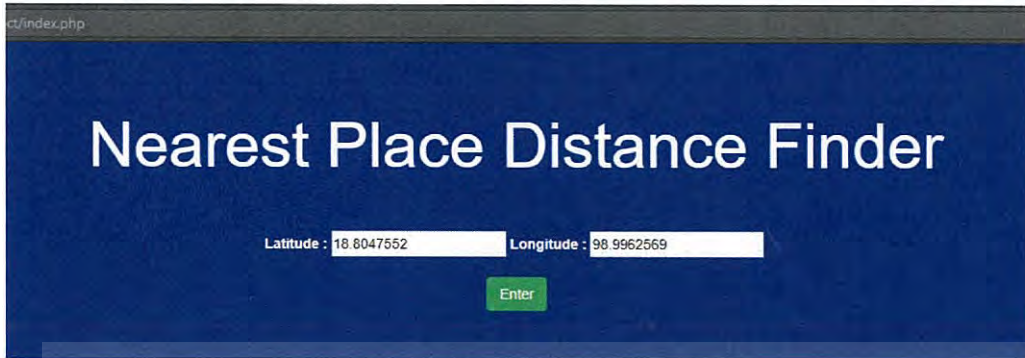 ct/index.php
Nearest Place Distance Finder
Latitude : 18.8047552 Longitude : 98.9962569
Enter